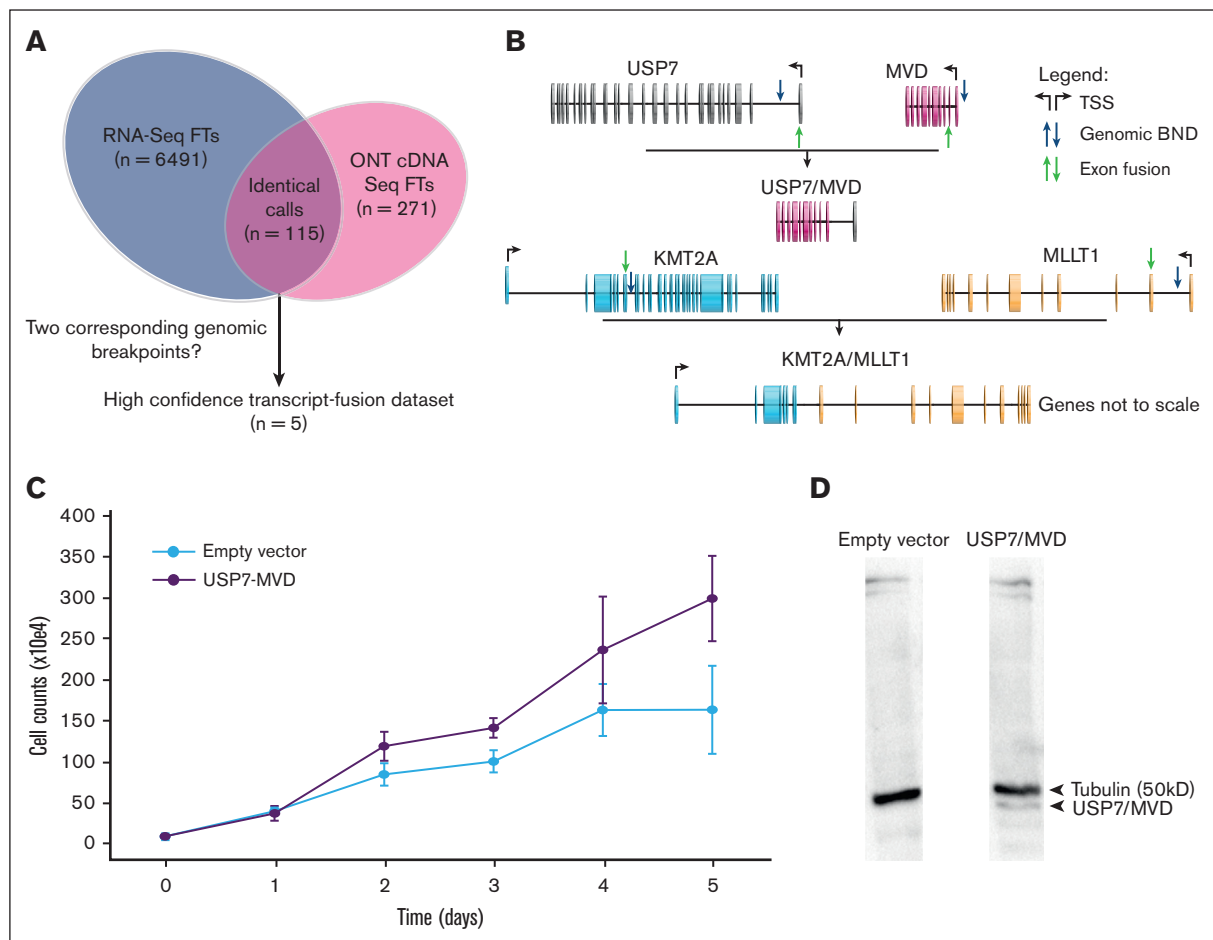 A
RNA-Seq FTs
(n = 6491)
Identical
calls
(n = 115)
ONT cDNA
Seq FTs
(n = 271)
Two corresponding genomic
breakpoints?
High confidence transcript-fusion dataset
(n = 5)
B
USP7
MVD
Legend:
TSS
Genomic BND
Exon fusion
USP7/MVD
KMT2A
MLLT1
KMT2A/MLLT1
Genes not to scale
C
400
350
300
250
200
150
100
50
0
Cell counts (x10e4)
Empty vector
USP7-MVD
0 1 2 3 4 5
Time (days)
D
Empty vector
USP7/MVD
Tubulin (50kD)
USP7/MVD